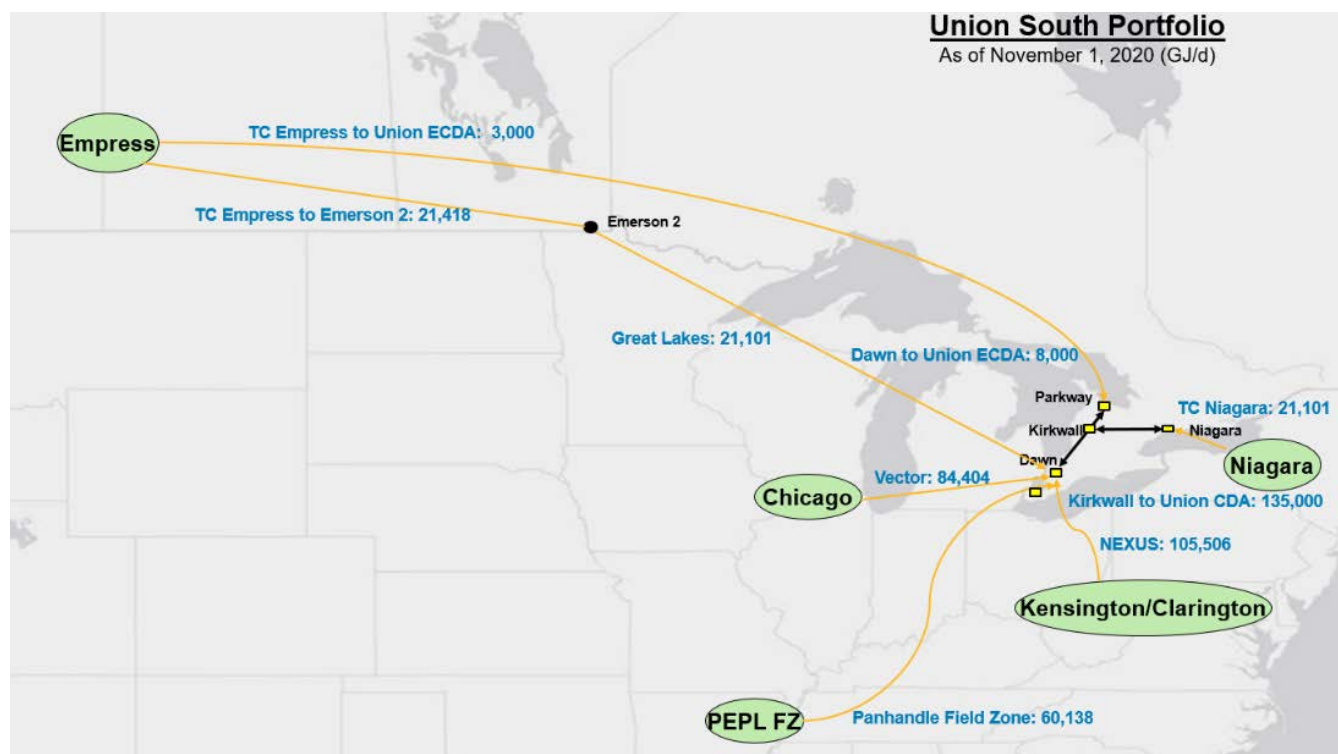 Union South Portfolio
As of November 1, 2020 (GJ/d)
Empress
TC Empress to Union ECDA: 3,000
TC Empress to Emerson 2: 21,418
Emerson 2
Great Lakes: 21,101
Dawn to Union ECDA: 8,000
Parkway
TC Niagara: 21,101
Kirkwall
Niagara
Dawn
Niagara
Vector: 84,404
Chicago
Kirkwall to Union CDA: 135,000
NEXUS: 105,506
Kensington/Clarington
PEPL FZ
Panhandle Field Zone: 60,138